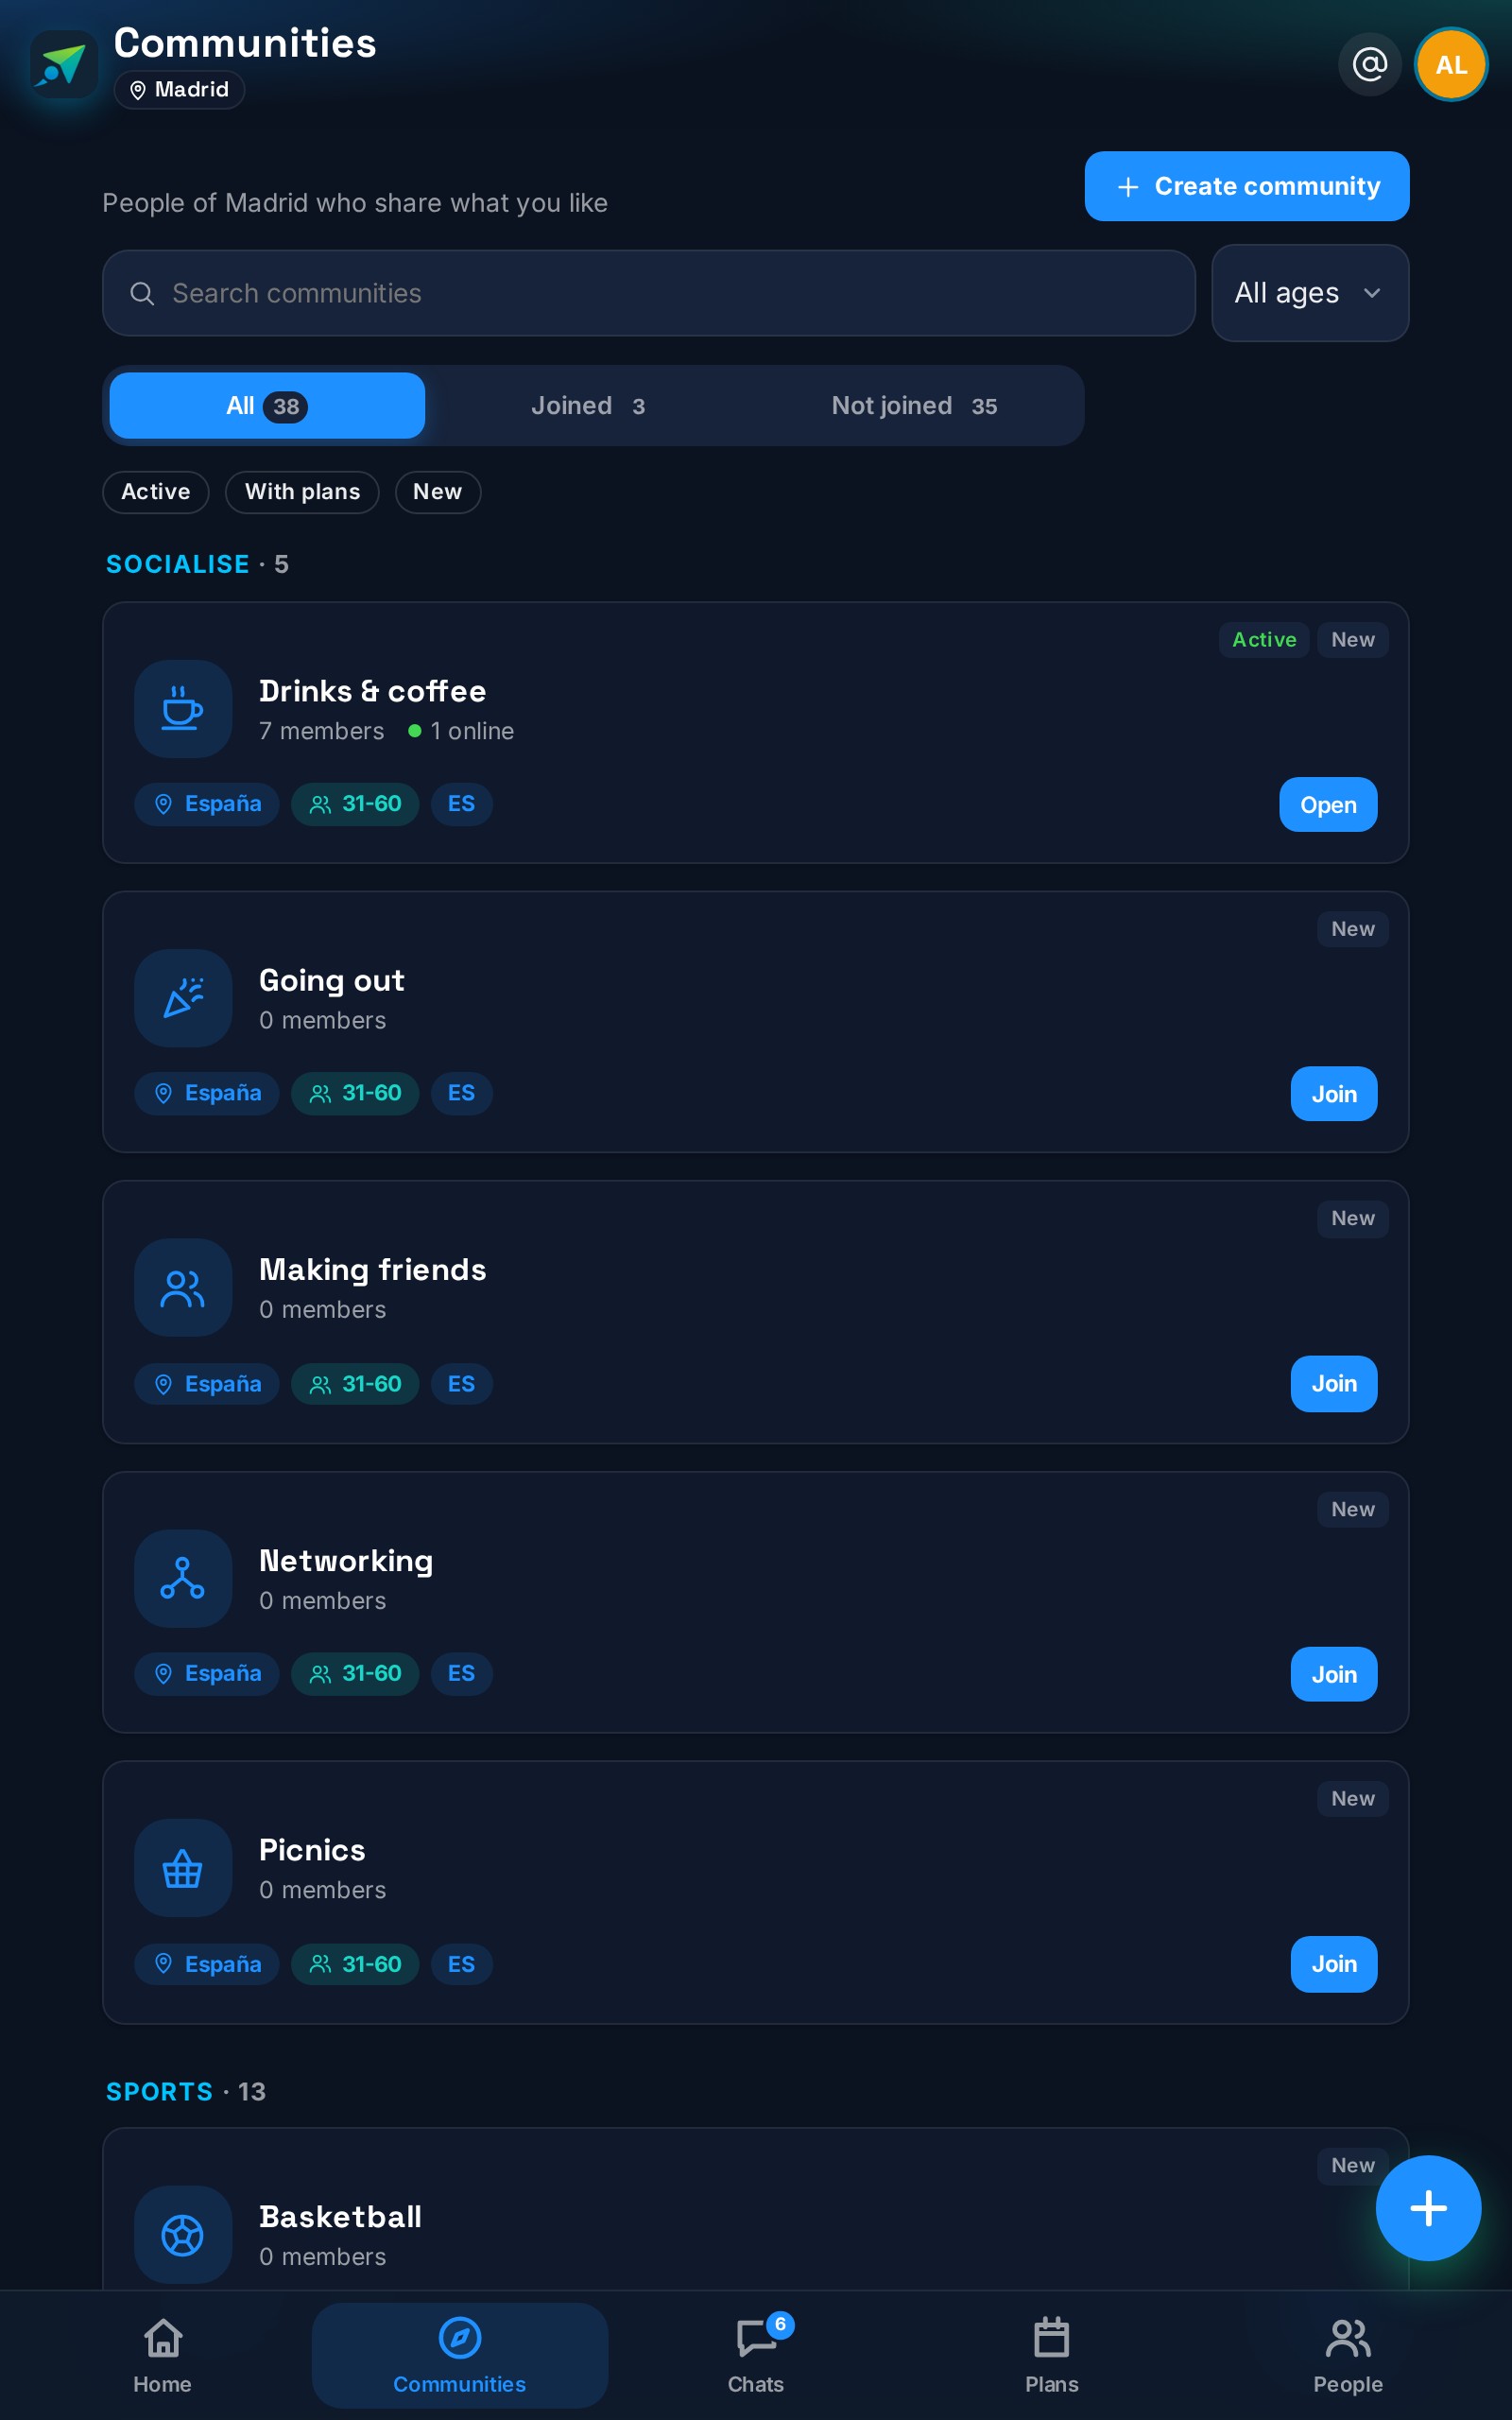 Communities
Madrid
@
AL
People of Madrid who share what you like
Create community
Search communities
All ages
All 38
Joined 3
Not joined 35
Active
With plans
New
SOCIALISE · 5
Active New
Drinks & coffee
7 members 1 online
España 31-60 ES
Open
New
Going out
0 members
España 31-60 ES
Join
New
Making friends
0 members
España 31-60 ES
Join
New
Networking
0 members
España 31-60 ES
Join
New
Picnics
0 members
España 31-60 ES
Join
SPORTS · 13
New
Basketball
0 members
6
Home
Communities
Chats
Plans
People